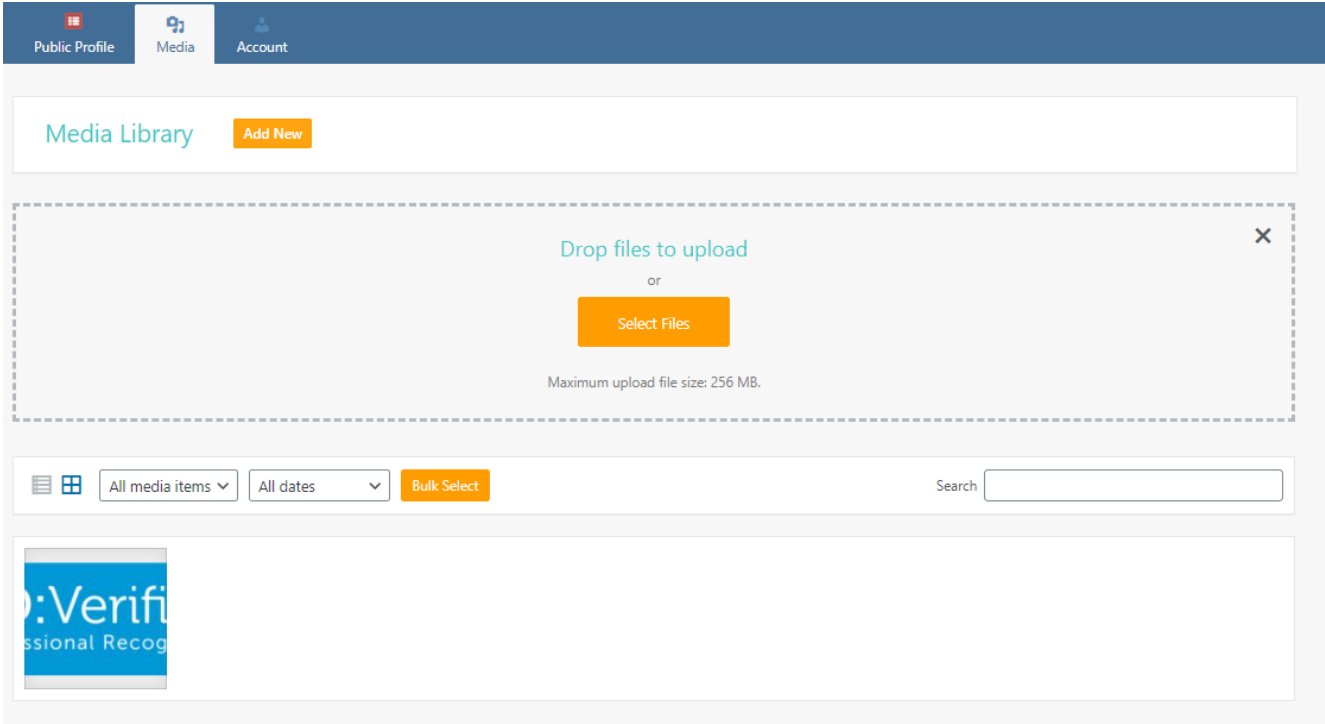 Public Profile
Media
Account
Media Library
Add New
Drop files to upload
or
Select Files
Maximum upload file size: 256 MB.
All media items
All dates
Bulk Select
Search
:Verifi
ssional Recog